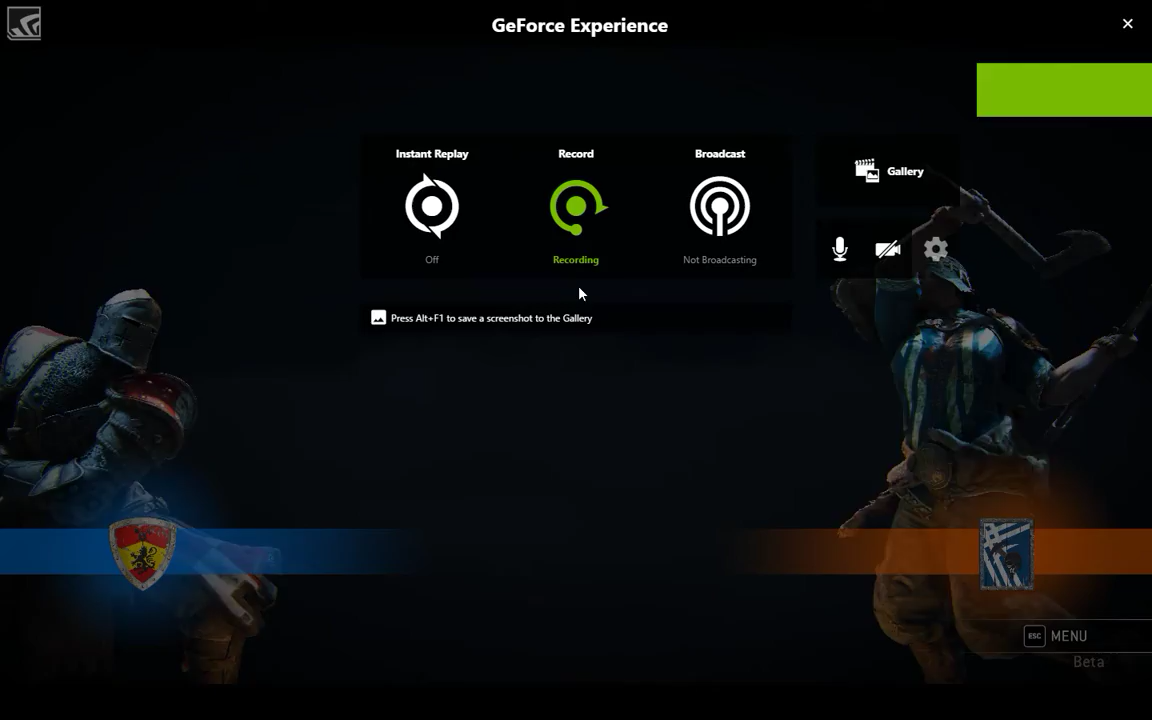 GeForce Experience
Instant Replay
Record
Broadcast
Gallery
Off
Recording
Not Broadcasting
Press Alt+F1 to save a screenshot to the Gallery
ESC MENU
Beta